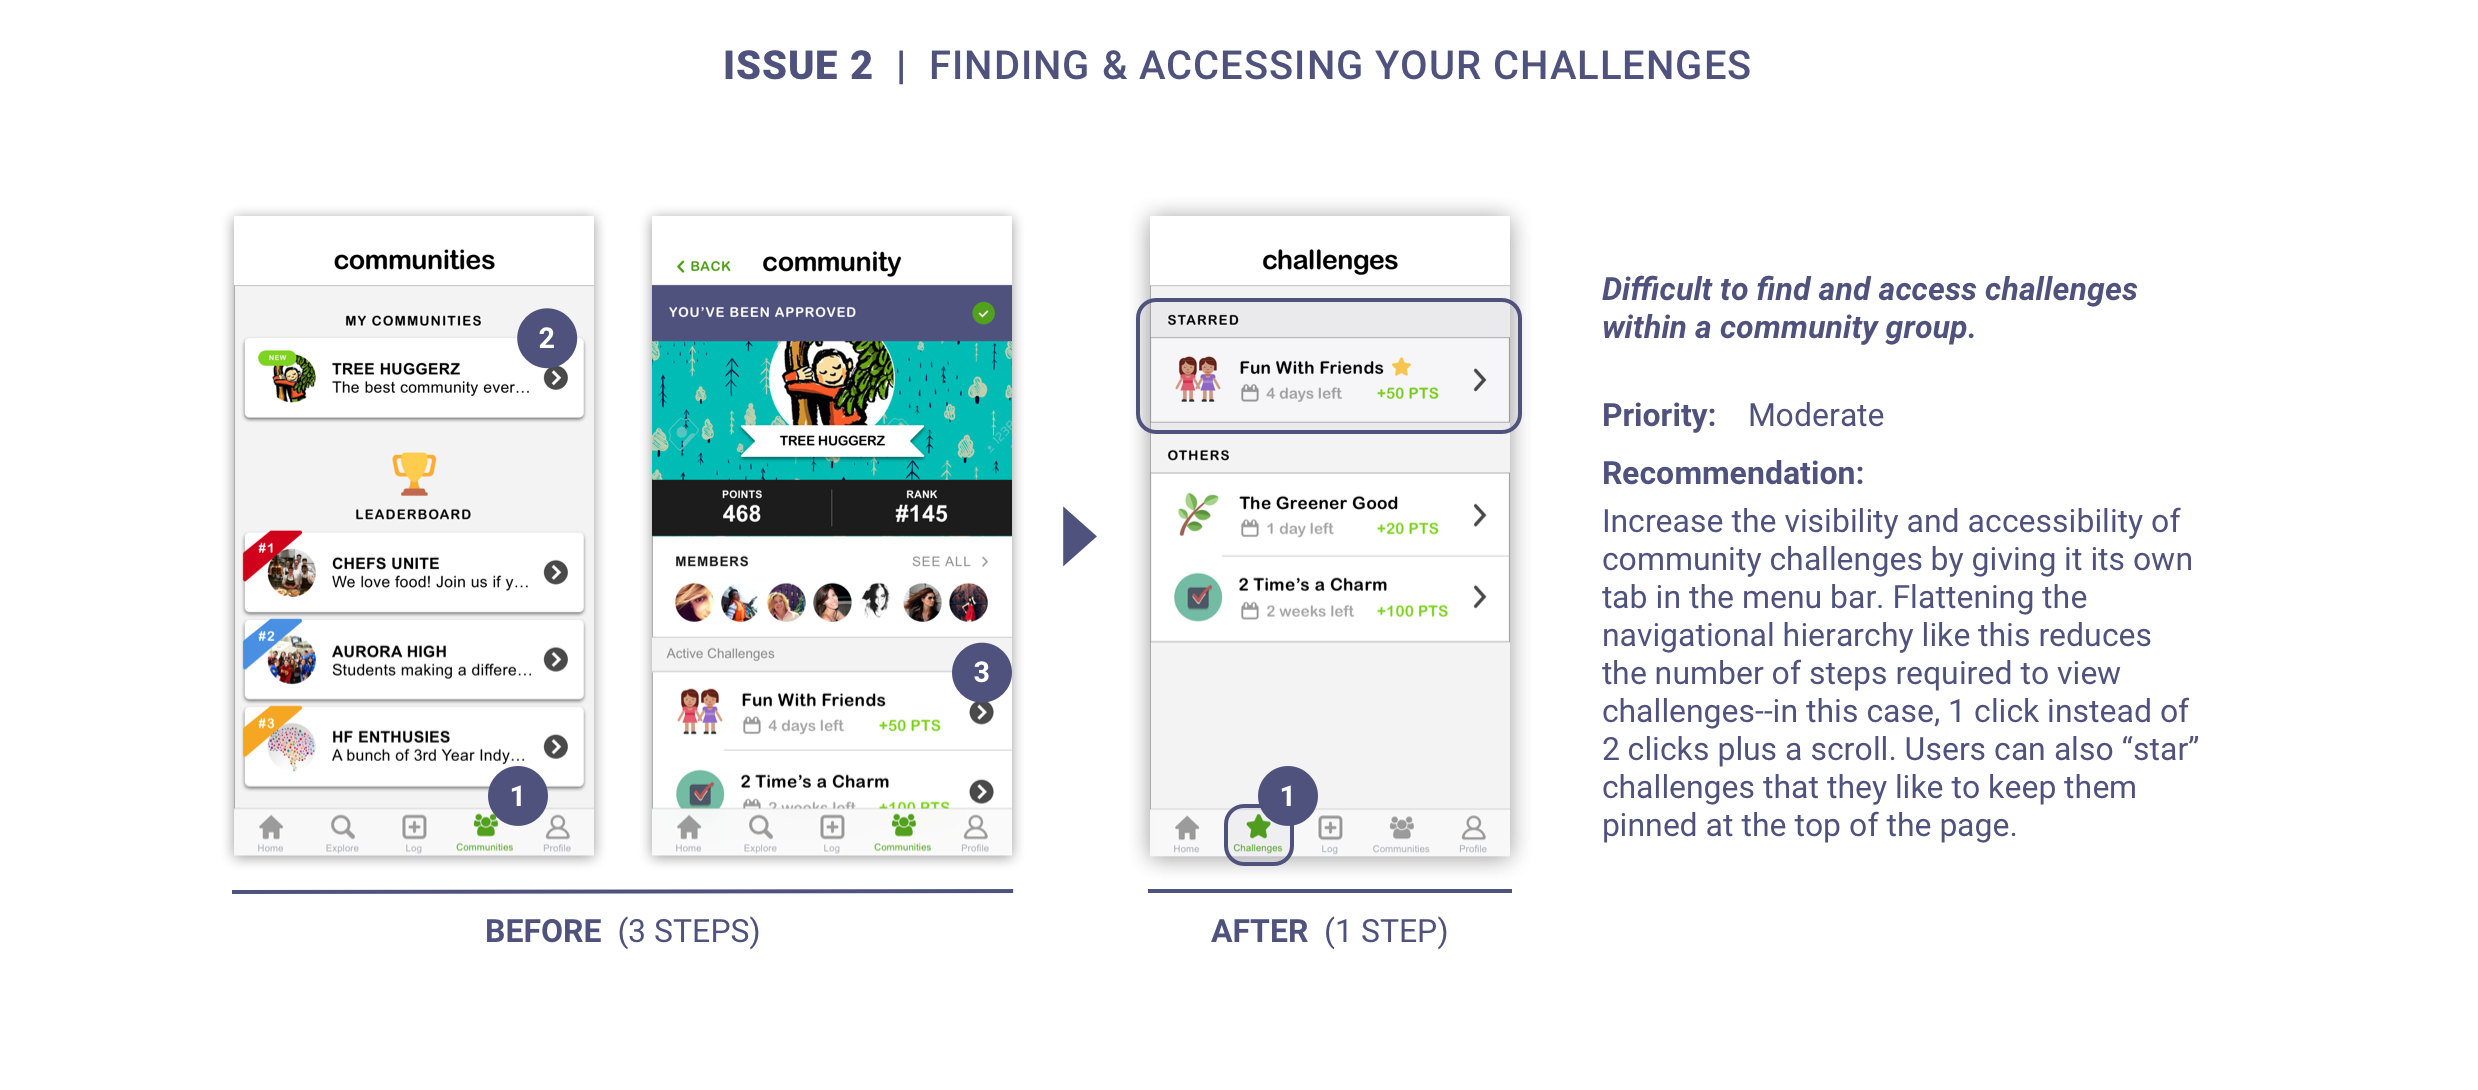 ISSUE 2 | FINDING & ACCESSING YOUR CHALLENGES
communities
MY COMMUNITIES
2
NEW
TREE HUGGERZ
The best community ever...
LEADERBOARD
#1
CHEFS UNITE
We love food! Join us if y...
#2
AURORA HIGH
Students making a differe...
#3
HF ENTHUSIES
A bunch of 3rd Year Indy...
1
Home Explore Log Communities Profile
BACK community
YOU'VE BEEN APPROVED
TREE HUGGERZ
POINTS RANK
468 #145
MEMBERS SEE ALL
Active Challenges
3
Fun With Friends
4 days left +50 PTS
2 Time's a Charm
2 weeks left +100 PTS
Home Explore Log Communities Profile
BEFORE (3 STEPS)
challenges
STARRED
Fun With Friends
4 days left +50 PTS
OTHERS
The Greener Good
1 day left +20 PTS
2 Time's a Charm
2 weeks left +100 PTS
1
Home Challenges Log Communities Profile
AFTER (1 STEP)
Difficult to find and access challenges
within a community group.
Priority: Moderate
Recommendation:
Increase the visibility and accessibility of
community challenges by giving it its own
tab in the menu bar. Flattening the
navigational hierarchy like this reduces
the number of steps required to view
challenges--in this case, 1 click instead of
2 clicks plus a scroll. Users can also “star”
challenges that they like to keep them
pinned at the top of the page.